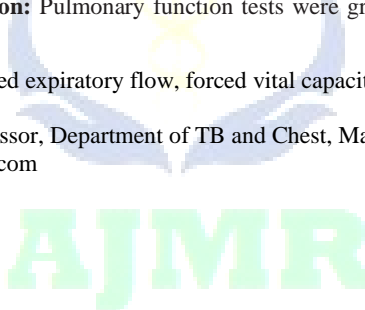 on: Pulmonary function tests were gr
ed expiratory flow, forced vital capacit
ssor, Department of TB and Chest, Ma
com
AJMR